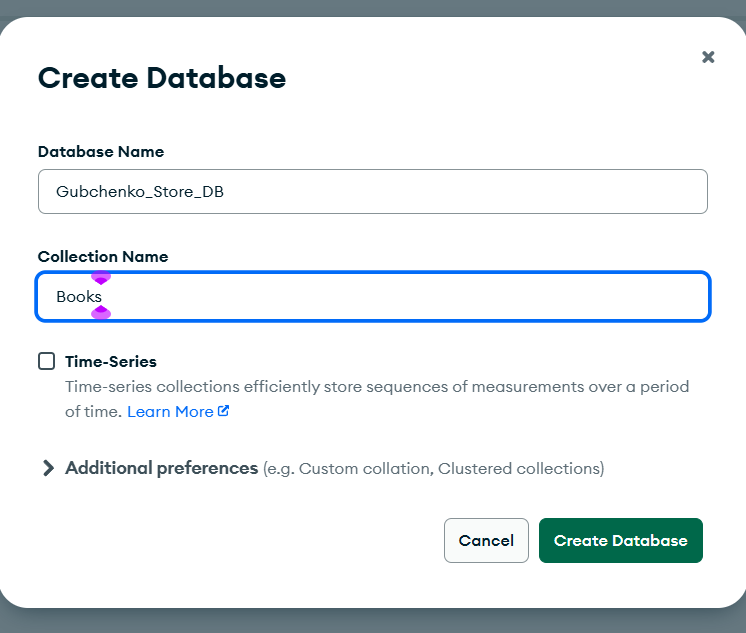 Create Database
Database Name
Gubchenko_Store_DB
Collection Name
Books
Time-Series
Time-series collections efficiently store sequences of measurements over a period
of time. Learn More
Additional preferences (e.g. Custom collation, Clustered collections)
Cancel
Create Database